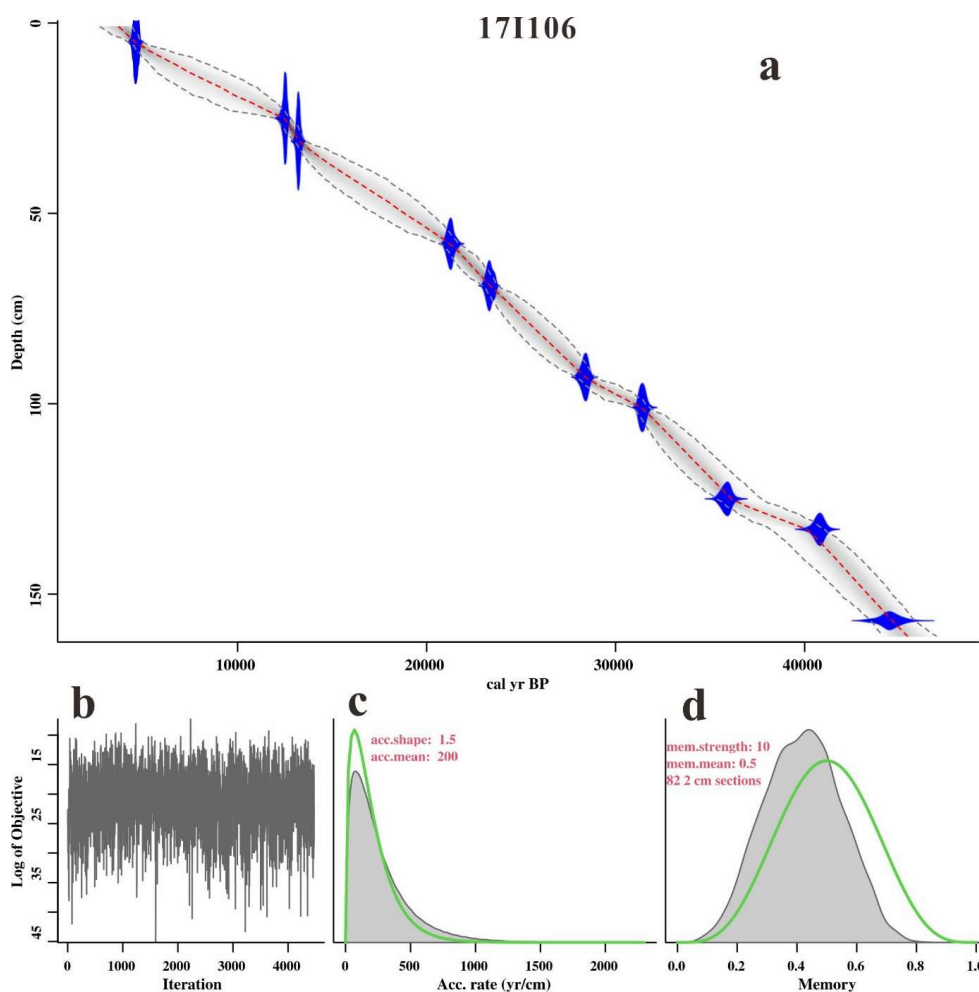 17I106
a
0
50
100
150
Depth (cm)
10000 20000 30000 40000
cal yr BP
b
15
25
35
45
Log of Objective
0 1000 2000 3000 4000
Iteration
c
acc.shape: 1.5
acc.mean: 200
0 500 1000 1500 2000
Acc. rate (yr/cm)
d
mem.strength: 10
mem.mean: 0.5
82 2 cm sections
0.0 0.2 0.4 0.6 0.8 1.0
Memory